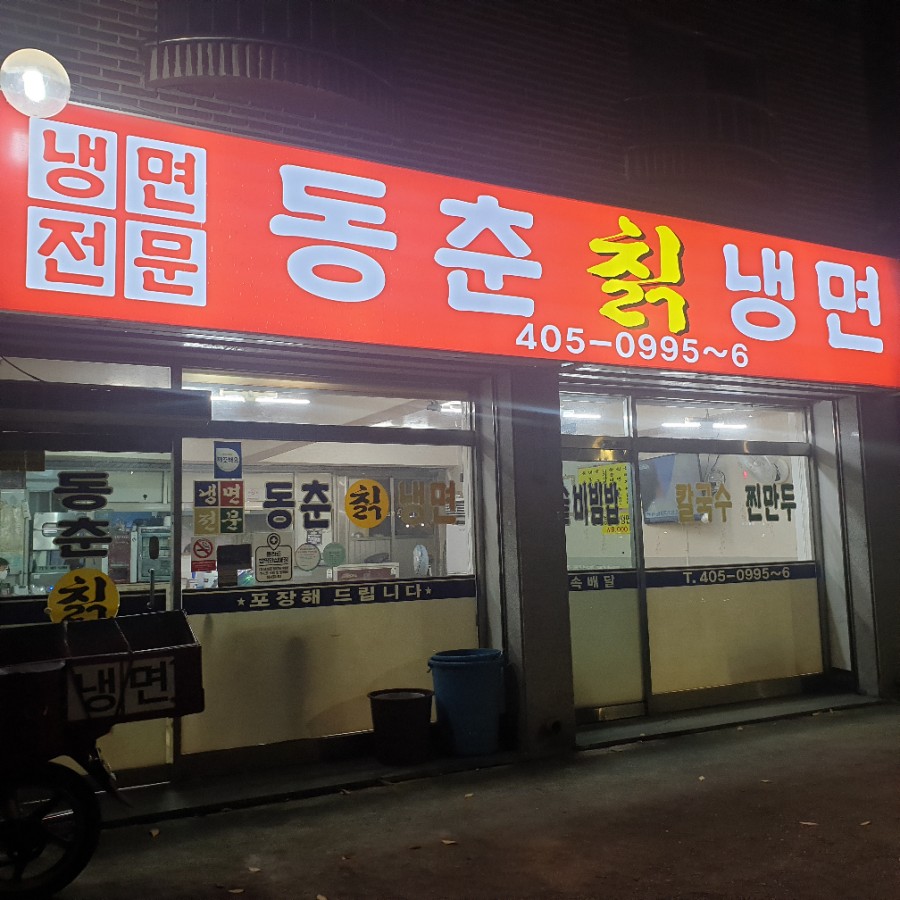 냉면
전문
동춘 칡 냉면
405-0995~6
동춘
칡
냉면
전문
동춘 칡 냉면
비빔밥
칼국수 찐만두
★포장해 드립니다★
속배달
T. 405-0995~6
냉면